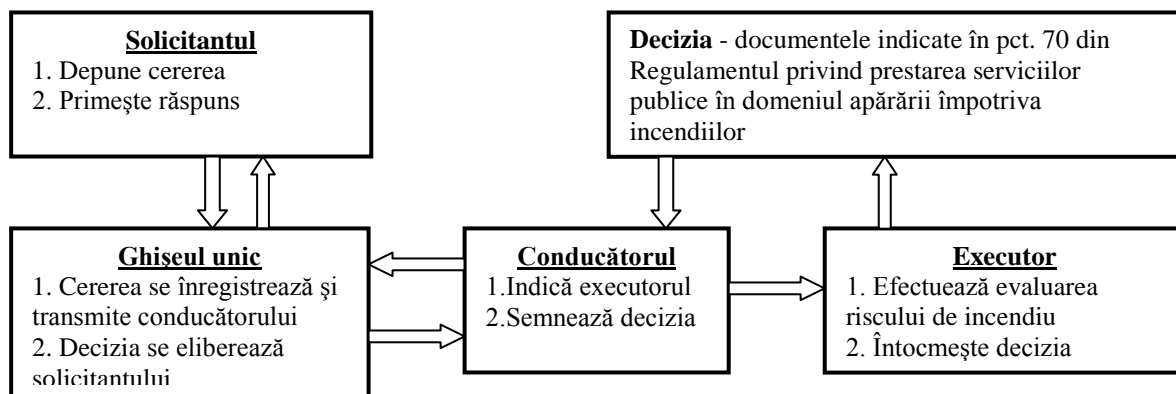 Solicitantul
1. Depune cererea
2. Primeşte răspuns
Decizia - documentele indicate în pct. 70 din
Regulamentul privind prestarea serviciilor
publice în domeniul apărării împotriva
incendiilor
Ghişeul unic
1. Cererea se înregistrează şi
transmite conducătorului
2. Decizia se eliberează
solicitantului
Conducătorul
1.Indică executorul
2.Semnează decizia
Executor
1. Efectuează evaluarea
riscului de incendiu
2. Întocmeşte decizia